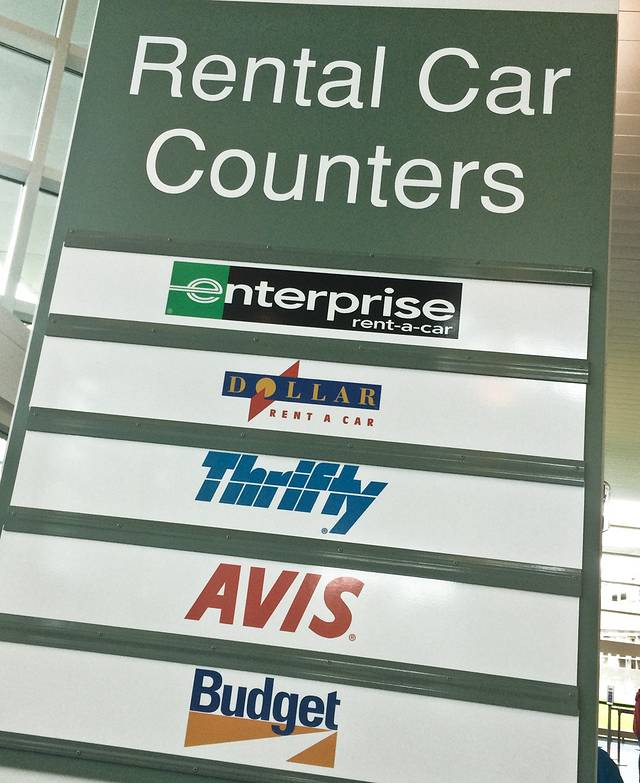 Rental Car
Counters
enterprise
rent-a-car
DOLLAR
RENT A CAR
Thrifty
®
AVIS
®
Budget